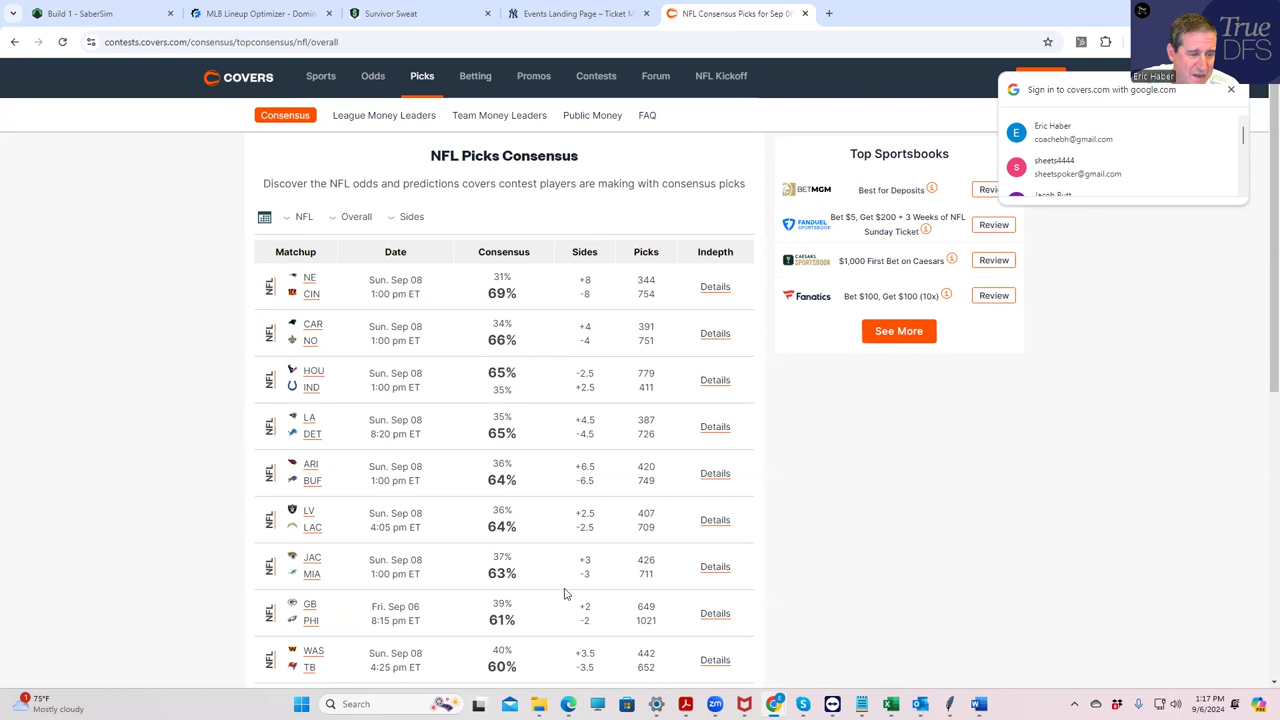 Build 1 - SaberSim
MLB Lineup Optimizer - Domin
Survivor Sweat
Events Landing Page – Ticket M
NFL Consensus Picks for Sep 06
contests.covers.com/consensus/topconsensus/nfl/overall
True
DFS
Eric Haber
COVERS
Sports
Odds
Picks
Betting
Promos
Contests
Forum
NFL Kickoff
Sign in to covers.com with google.com
E
Eric Haber
coachebh@gmail.com
s
sheets4444
sheetspoker@gmail.com
Jacob Butt
Consensus
League Money Leaders
Team Money Leaders
Public Money
FAQ
NFL Picks Consensus
Discover the NFL odds and predictions covers contest players are making with consensus picks
NFL Overall Sides
Matchup Date Consensus Sides Picks Indepth
NFL NE Sun. Sep 08 31% +8 344 Details
CIN 1:00 pm ET 69% -8 754
NFL CAR Sun. Sep 08 34% +4 391 Details
NO 1:00 pm ET 66% -4 751
NFL HOU Sun. Sep 08 65% -2.5 779 Details
IND 1:00 pm ET 35% +2.5 411
NFL LA Sun. Sep 08 35% +4.5 387 Details
DET 8:20 pm ET 65% -4.5 726
NFL ARI Sun. Sep 08 36% +6.5 420 Details
BUF 1:00 pm ET 64% -6.5 749
NFL LV Sun. Sep 08 36% +2.5 407 Details
LAC 4:05 pm ET 64% -2.5 709
NFL JAC Sun. Sep 08 37% +3 426 Details
MIA 1:00 pm ET 63% -3 711
NFL GB Fri. Sep 06 39% +2 649 Details
PHI 8:15 pm ET 61% -2 1021
NFL WAS Sun. Sep 08 40% +3.5 442 Details
TB 4:25 pm ET 60% -3.5 652
Top Sportsbooks
BETMGM Best for Deposits Revi
FANDUEL SPORTSBOOK Bet $5, Get $200 + 3 Weeks of NFL Sunday Ticket Review
CAESARS SPORTSBOOK $1,000 First Bet on Caesars Review
Fanatics Bet $100, Get $100 (10x) Review
See More
1
75°F
Mostly cloudy
Search
1:17 PM
9/6/2024